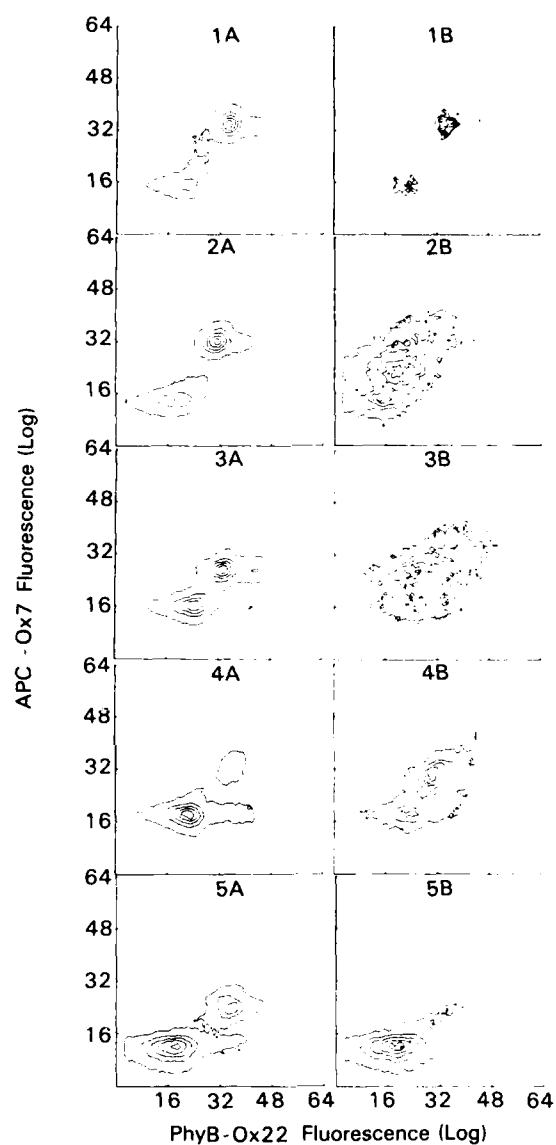 64
1A 1B
48
32
16
64
2A 2B
48
32
16
64
3A 3B
48
32
16
64
4A 4B
48
32
16
64
5A 5B
48
32
16
16 32 48 64 16 32 48 64
PhyB-Ox22 Fluorescence (Log)
APC - Ox7 Fluorescence (Log)